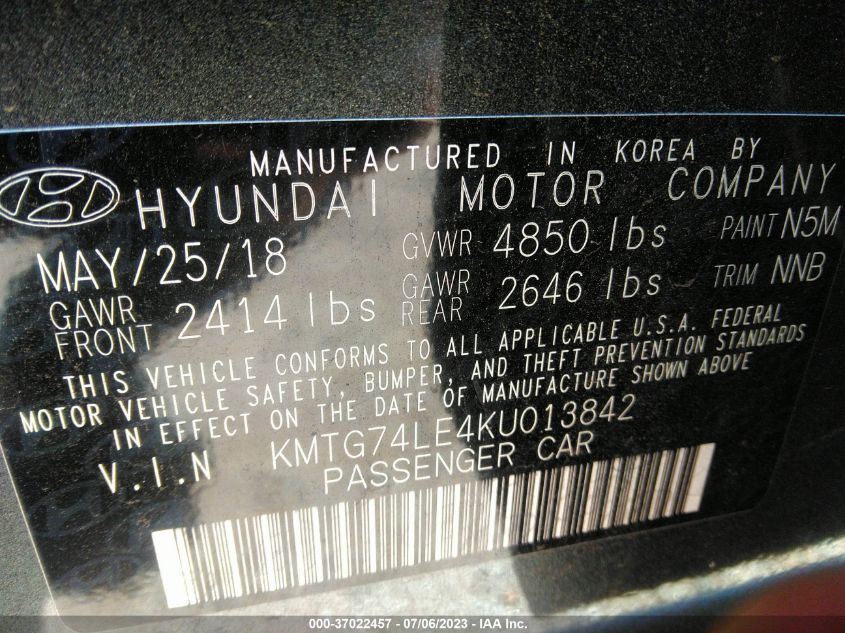 MANUFACTURED IN KOREA BY
HYUNDAI MOTOR COMPANY
MAY/25/18 GVWR 4850 lbs PAINT N5M
GAWR FRONT 2414 lbs GAWR REAR 2646 lbs TRIM NNB
THIS VEHICLE CONFORMS TO ALL APPLICABLE U.S.A. FEDERAL
MOTOR VEHICLE SAFETY, BUMPER, AND THEFT PREVENTION STANDARDS
IN EFFECT ON THE DATE OF MANUFACTURE SHOWN ABOVE
V.I.N KMTG74LE4KU013842
PASSENGER CAR
000-37022457 - 07/06/2023 - IAA Inc.